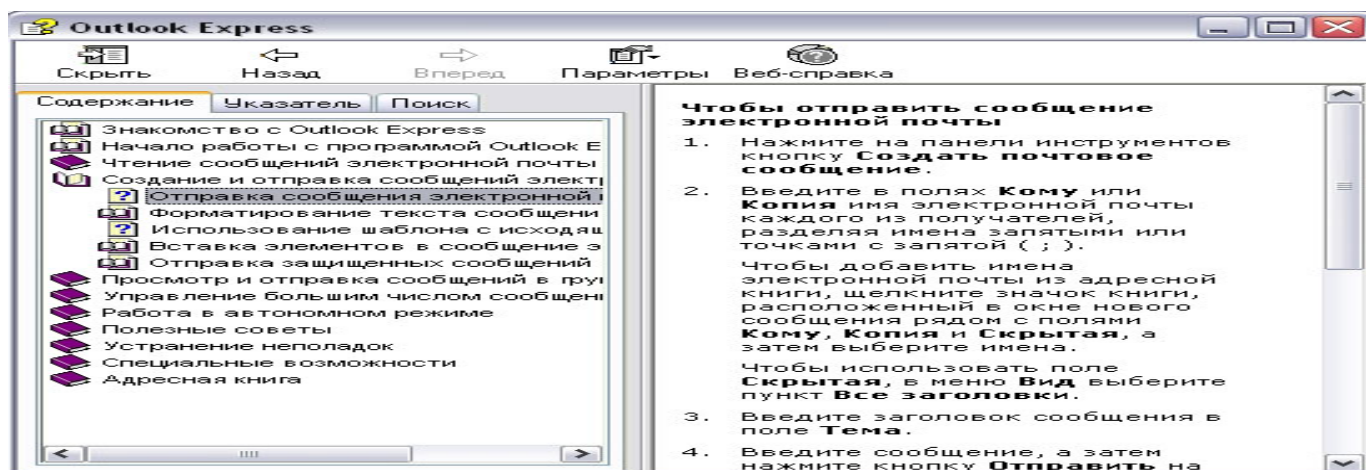 Outlook Express
Скрыть Назад Вперед Параметры Веб-справка
Содержание Указатель Поиск
Знакомство с Outlook Express
Начало работы с программой Outlook E
Чтение сообщений электронной почты
Создание и отправка сообщений элект
Отправка сообщения электронной
Форматирование текста сообщени
Использование шаблона с исходящ
Вставка элементов в сообщение э
Отправка защищенных сообщений
Просмотр и отправка сообщений в гру
Управление большим числом сообщен
Работа в автономном режиме
Полезные советы
Устранение неполадок
Специальные возможности
Адресная книга
Чтобы отправить сообщение
электронной почты
1. Нажмите на панели инструментов
кнопку Создать почтовое
сообщение.
2. Введите в полях Кому или
Копия имя электронной почты
каждого из получателей,
разделяя имена запятыми или
точками с запятой ( ; ).
Чтобы добавить имена
электронной почты из адресной
книги, щелкните значок книги,
расположенный в окне нового
сообщения рядом с полями
Кому, Копия и Скрытая, а
затем выберите имена.
Чтобы использовать поле
Скрытая, в меню Вид выберите
пункт Все заголовки.
3. Введите заголовок сообщения в
поле Тема.
4. Введите сообщение, а затем
нажмите кнопку Отправить на